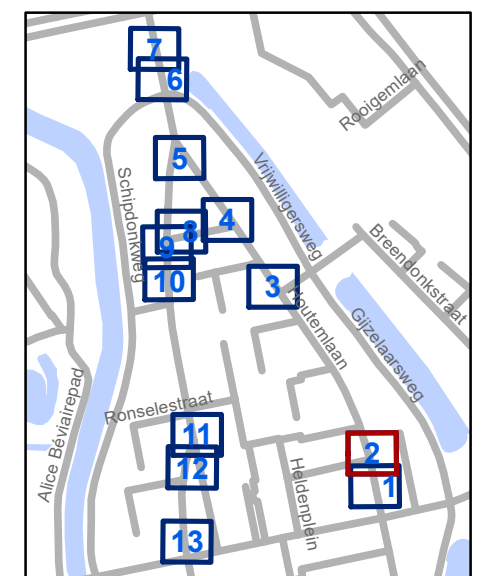 7
6
Rooigemlaan
5
Vrijwilligersweg
Schipdonkweg
4
8
9
Breendonkstraat
10
3
Houtemlaan
Gijzelaarsweg
Alice Béviairepad
Ronselestraat
11
2
12
Heldenplein
1
13